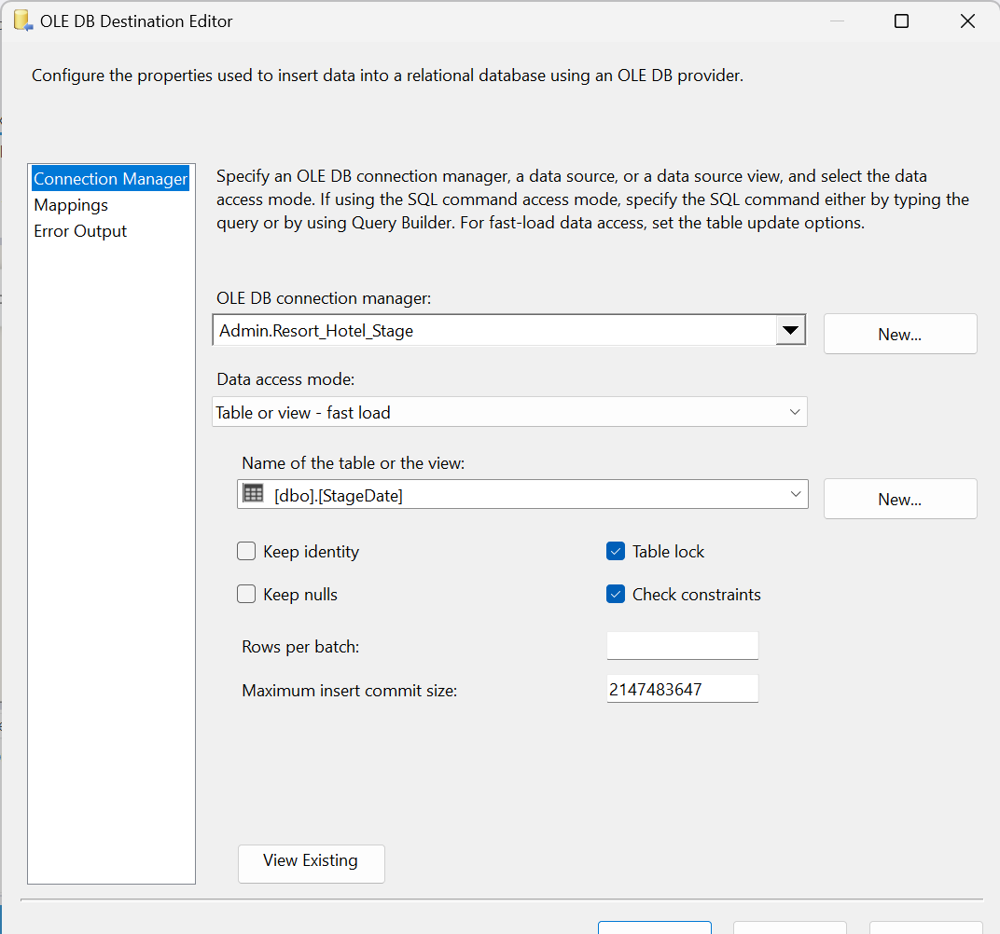 OLE DB Destination Editor
Configure the properties used to insert data into a relational database using an OLE DB provider.
Connection Manager
Mappings
Error Output
Specify an OLE DB connection manager, a data source, or a data source view, and select the data
access mode. If using the SQL command access mode, specify the SQL command either by typing the
query or by using Query Builder. For fast-load data access, set the table update options.
OLE DB connection manager:
Admin.Resort_Hotel_Stage
New...
Data access mode:
Table or view - fast load
Name of the table or the view:
[dbo].[StageDate]
New...
Keep identity
Table lock
Keep nulls
Check constraints
Rows per batch:
Maximum insert commit size:
2147483647
View Existing